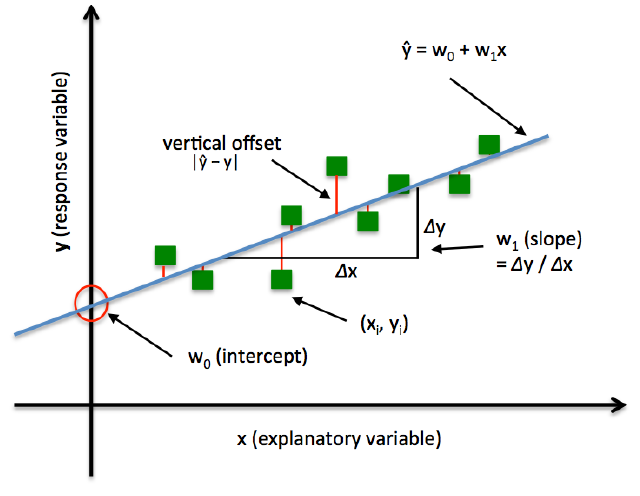 ŷ = w₀ + w₁x
y (response variable)
vertical offset
|ŷ – y|
Δy
w₁ (slope)
= Δy / Δx
Δx
(xᵢ, yᵢ)
w₀ (intercept)
x (explanatory variable)